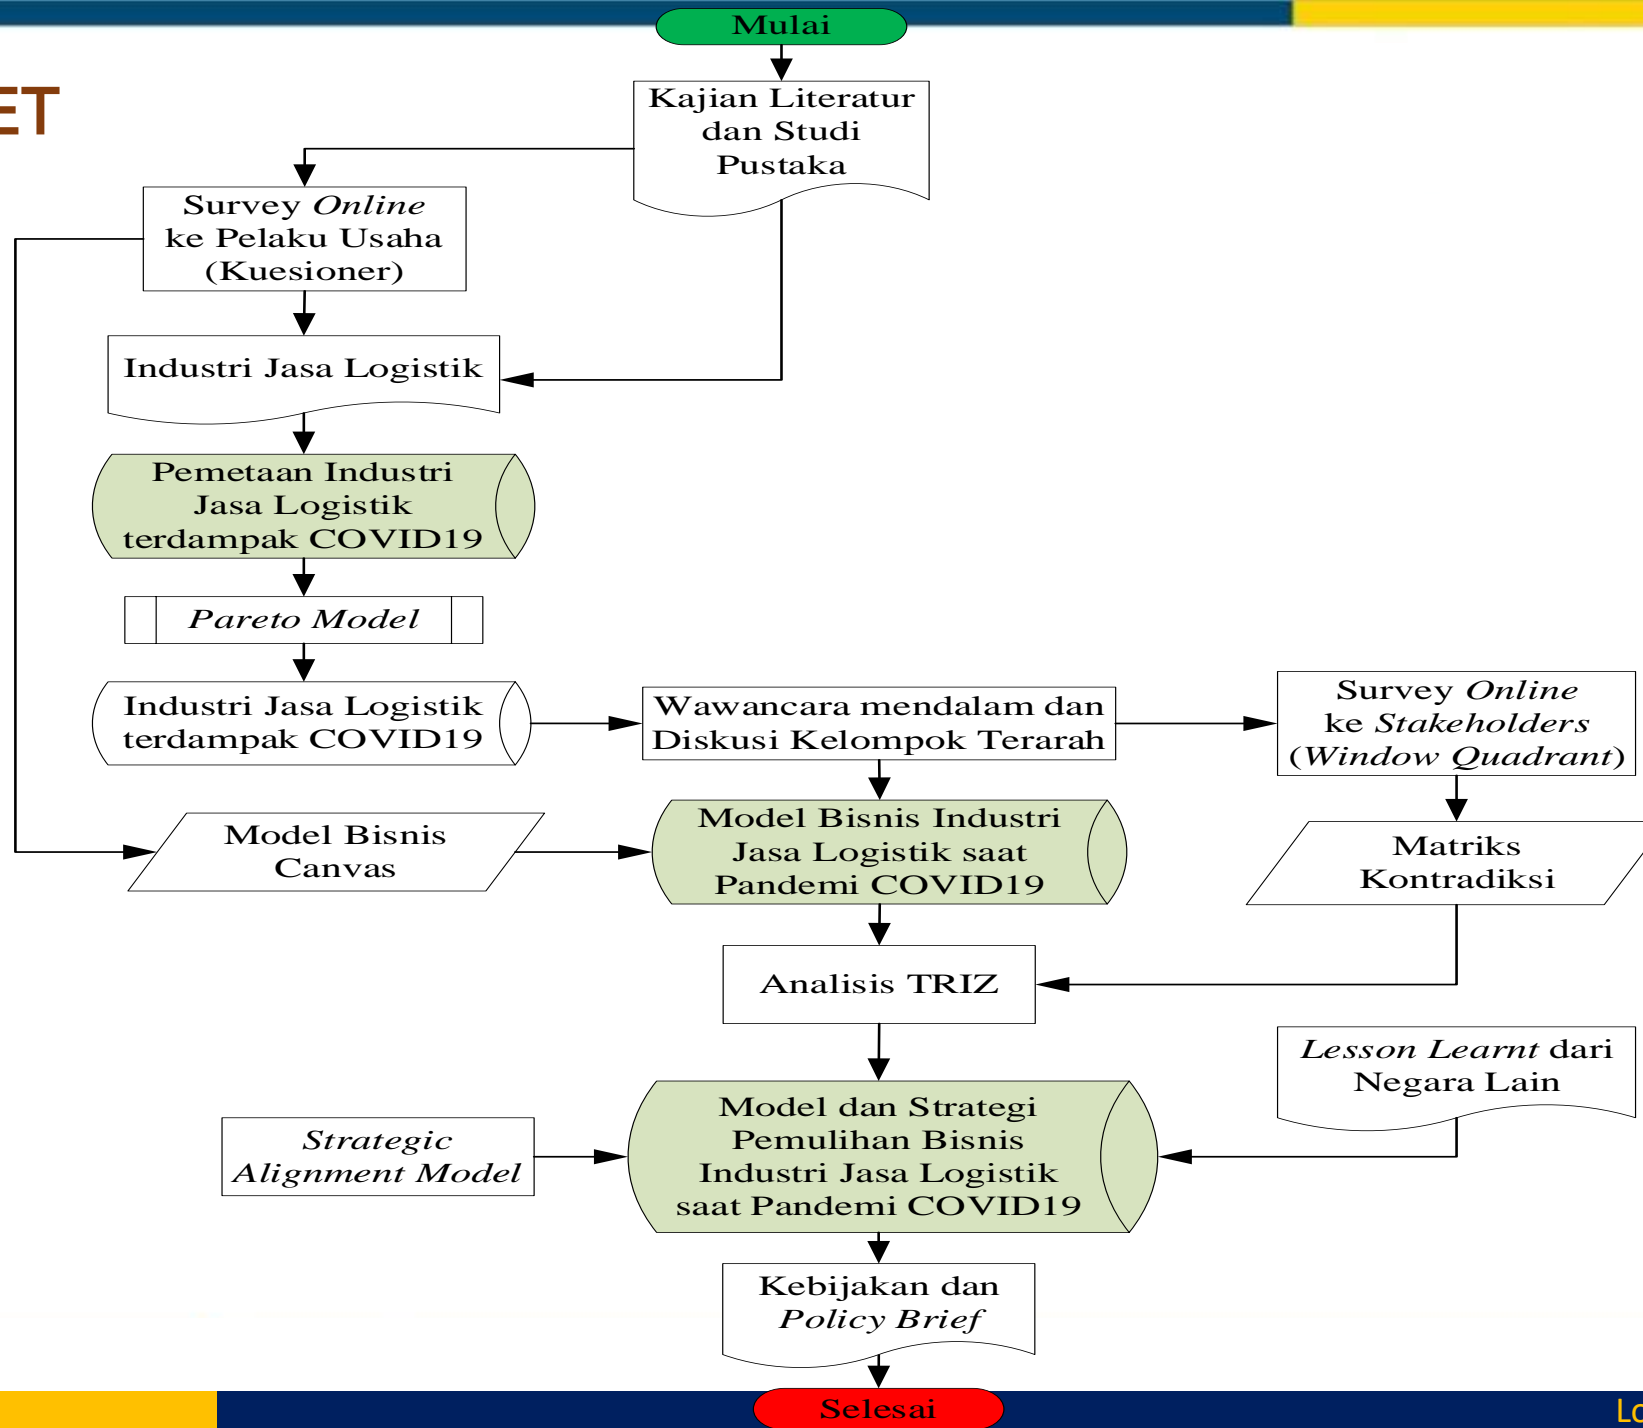 Mulai
ET
Kajian Literatur
dan Studi
Pustaka
Survey Online
ke Pelaku Usaha
(Kuesioner)
Industri Jasa Logistik
Pemetaan Industri
Jasa Logistik
terdampak COVID19
Pareto Model
Industri Jasa Logistik
terdampak COVID19
Wawancara mendalam dan
Diskusi Kelompok Terarah
Survey Online
ke Stakeholders
(Window Quadrant)
Model Bisnis
Canvas
Model Bisnis Industri
Jasa Logistik saat
Pandemi COVID19
Matriks
Kontradiksi
Analisis TRIZ
Lesson Learnt dari
Negara Lain
Strategic
Alignment Model
Model dan Strategi
Pemulihan Bisnis
Industri Jasa Logistik
saat Pandemi COVID19
Kebijakan dan
Policy Brief
Selesai
Lo